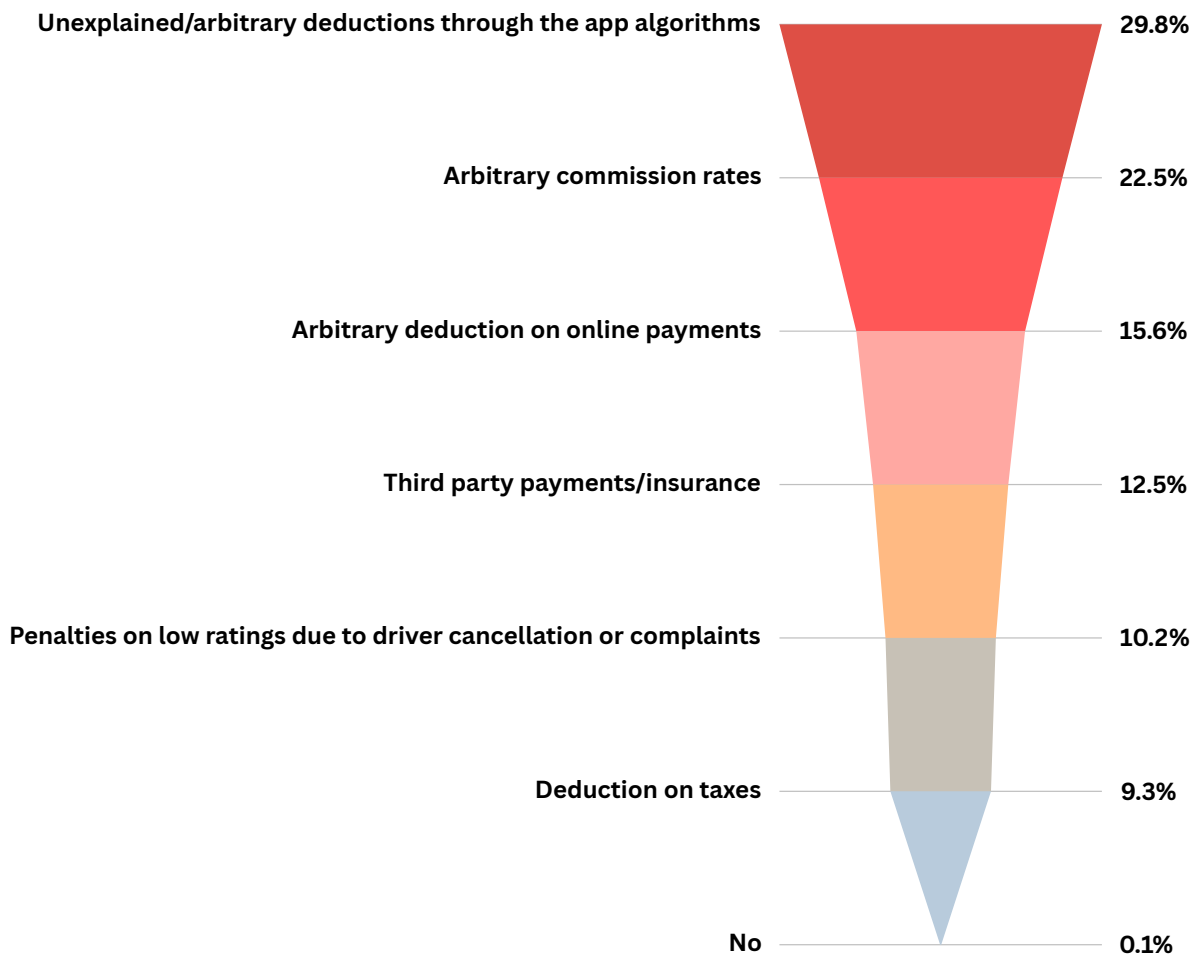 Unexplained/arbitrary deductions through the app algorithms 29.8%
Arbitrary commission rates 22.5%
Arbitrary deduction on online payments 15.6%
Third party payments/insurance 12.5%
Penalties on low ratings due to driver cancellation or complaints 10.2%
Deduction on taxes 9.3%
No 0.1%